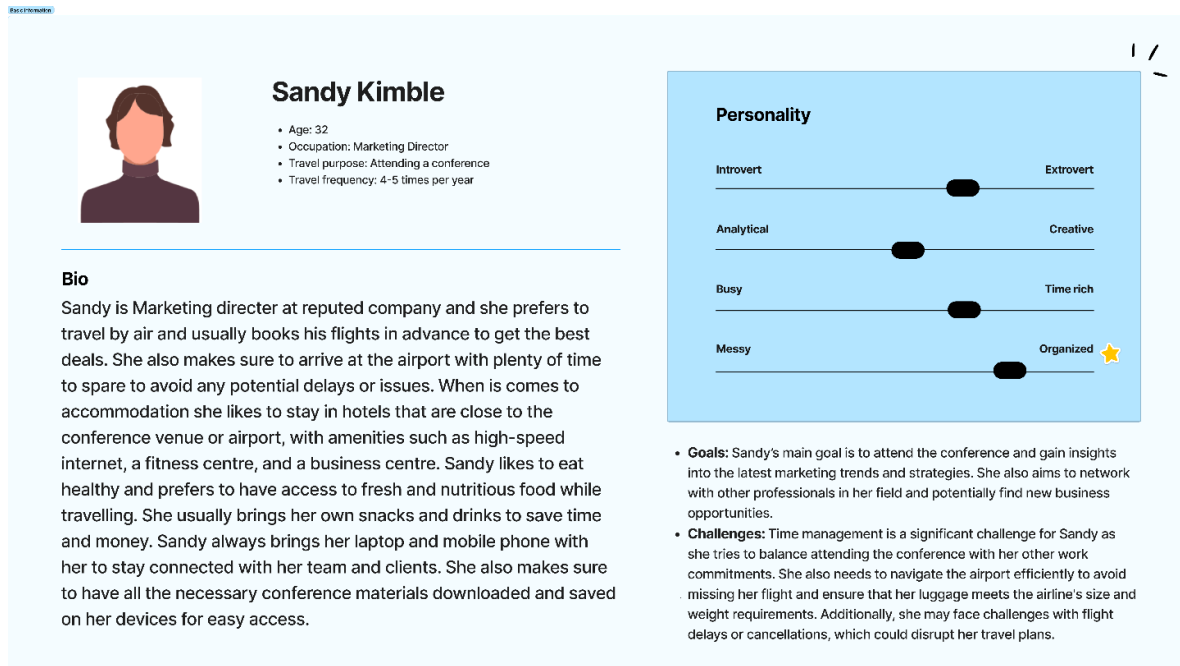 Basic information
Sandy Kimble
• Age: 32
• Occupation: Marketing Director
• Travel purpose: Attending a conference
• Travel frequency: 4-5 times per year
Bio
Sandy is Marketing directer at reputed company and she prefers to
travel by air and usually books his flights in advance to get the best
deals. She also makes sure to arrive at the airport with plenty of time
to spare to avoid any potential delays or issues. When is comes to
accommodation she likes to stay in hotels that are close to the
conference venue or airport, with amenities such as high-speed
internet, a fitness centre, and a business centre. Sandy likes to eat
healthy and prefers to have access to fresh and nutritious food while
travelling. She usually brings her own snacks and drinks to save time
and money. Sandy always brings her laptop and mobile phone with
her to stay connected with her team and clients. She also makes sure
to have all the necessary conference materials downloaded and saved
on her devices for easy access.
Personality
Introvert Extrovert
Analytical Creative
Busy Time rich
Messy Organized
• Goals: Sandy's main goal is to attend the conference and gain insights
into the latest marketing trends and strategies. She also aims to network
with other professionals in her field and potentially find new business
opportunities.
• Challenges: Time management is a significant challenge for Sandy as
she tries to balance attending the conference with her other work
commitments. She also needs to navigate the airport efficiently to avoid
missing her flight and ensure that her luggage meets the airline's size and
weight requirements. Additionally, she may face challenges with flight
delays or cancellations, which could disrupt her travel plans.